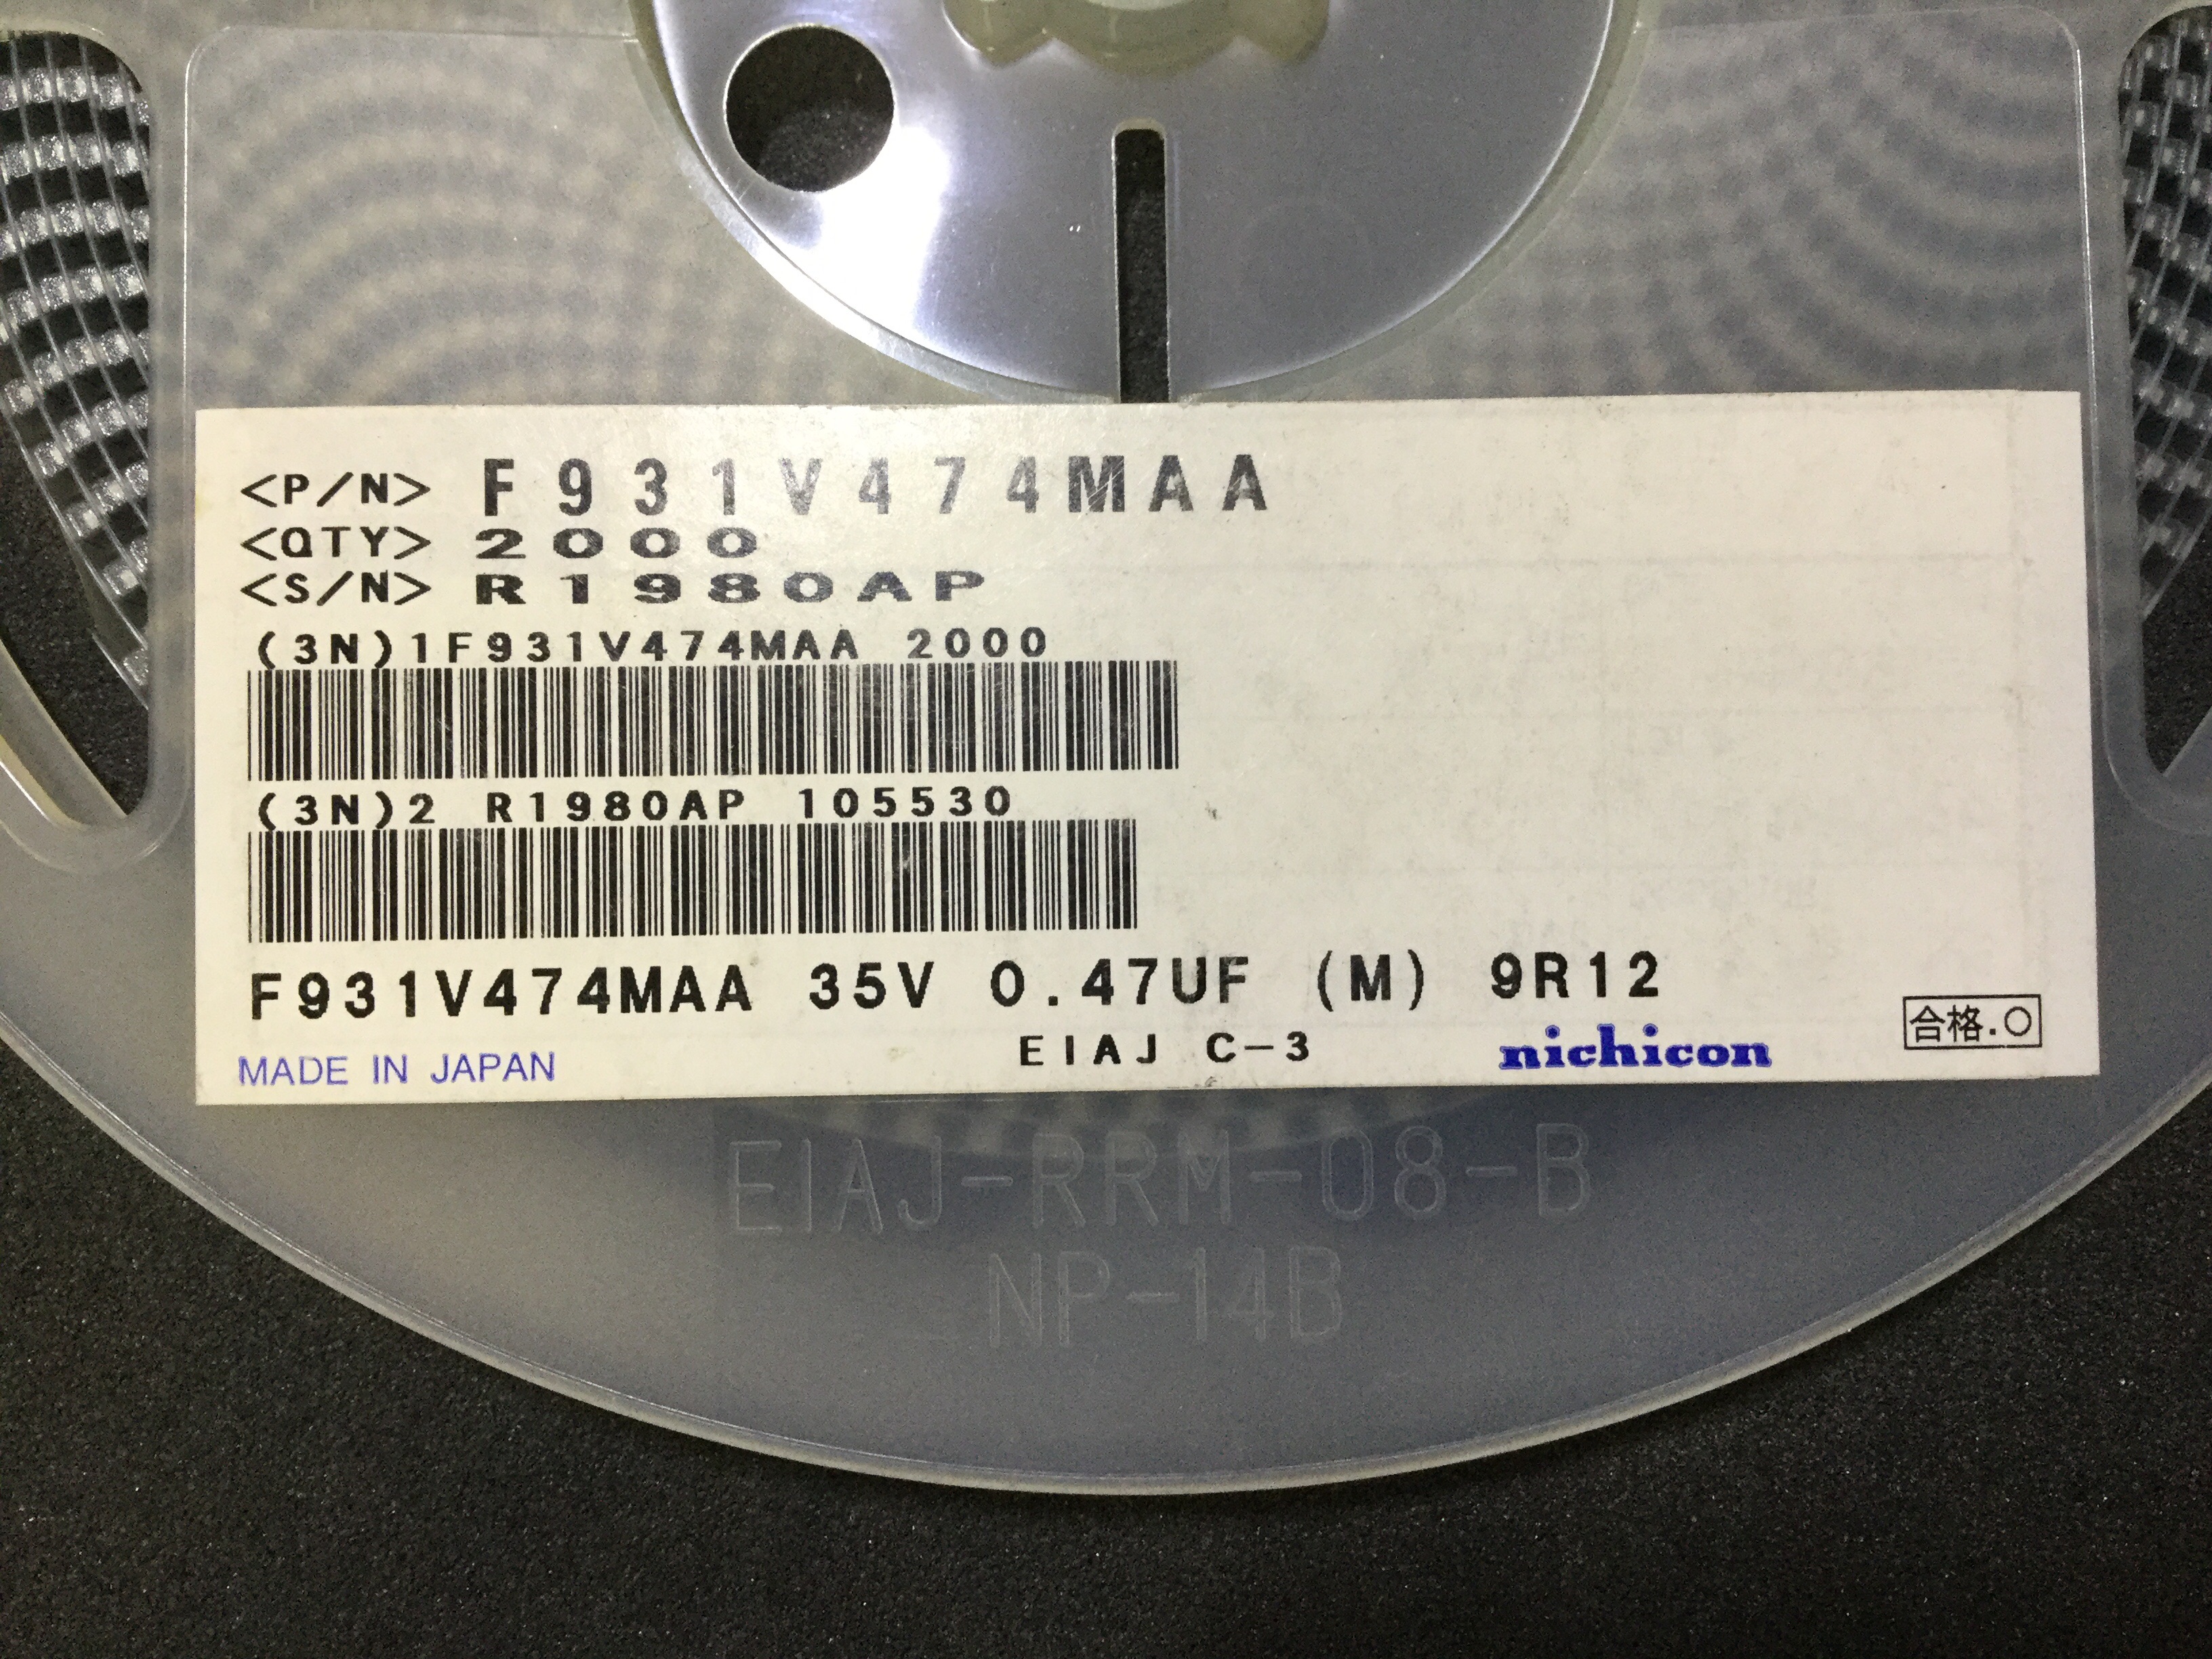 <P/N> F931V474MAA
<QTY> 2000
<S/N> R1980AP
(3N)1F931V474MAA 2000
(3N)2 R1980AP 105530
F931V474MAA 35V 0.47UF (M) 9R12
EIAJ C-3
MADE IN JAPAN
nichicon
合格.〇
EIAJ-RRM-08-B
NP-14B